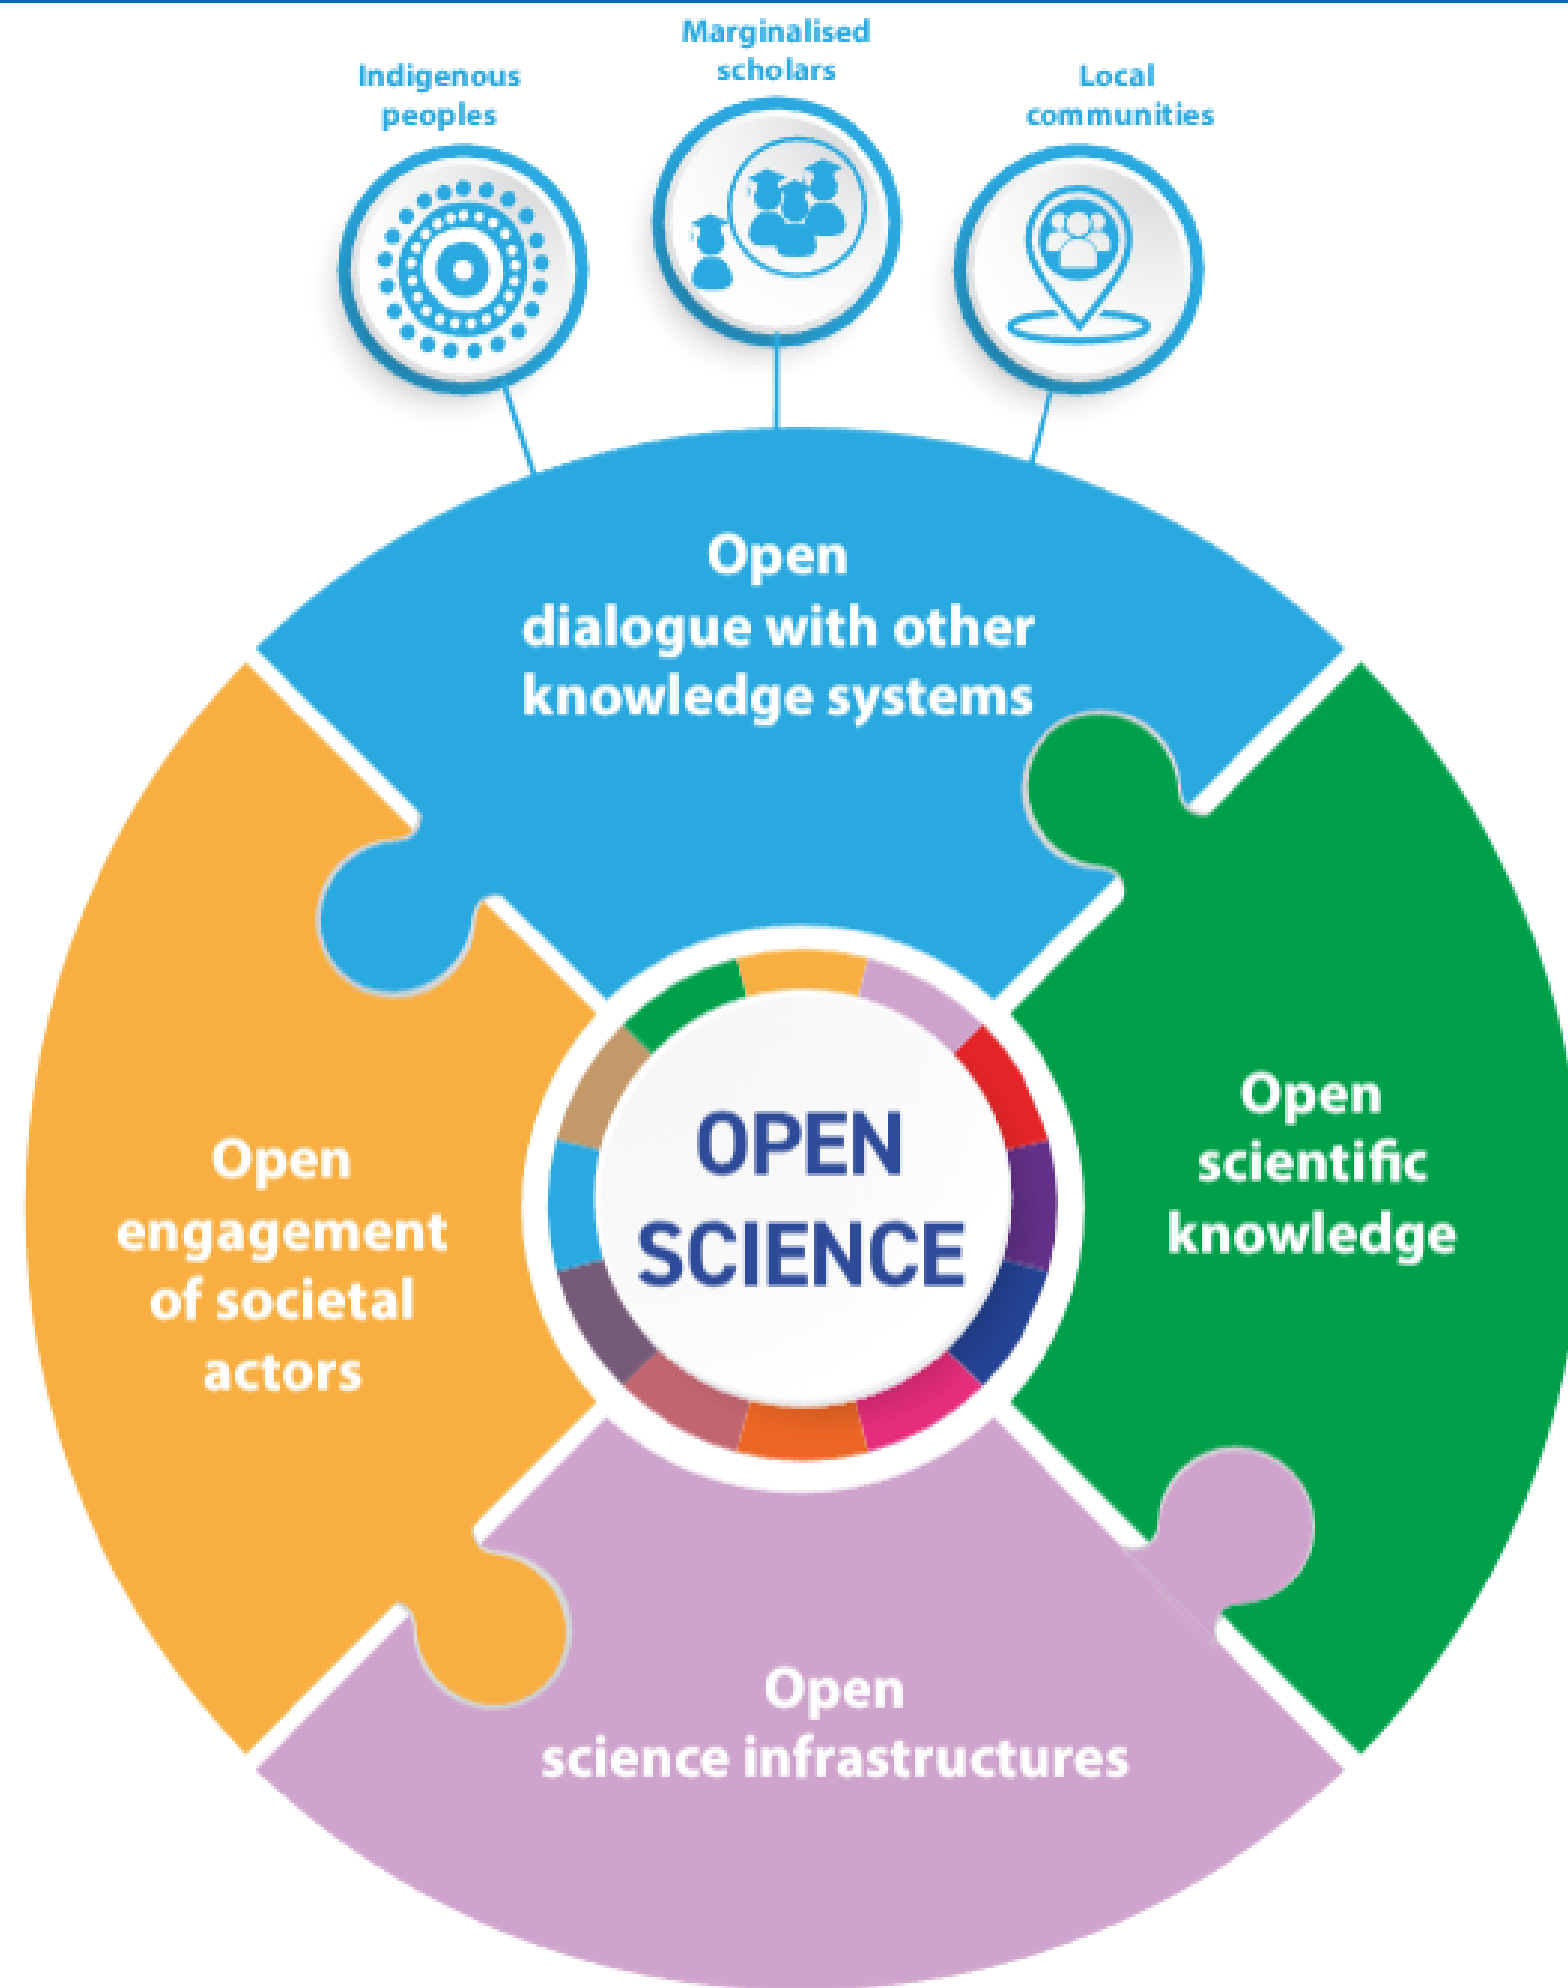 Marginalised
scholars
Indigenous
peoples
Local
communities
Open
dialogue with other
knowledge systems
Open
scientific
knowledge
OPEN
SCIENCE
Open
engagement
of societal
actors
Open
science infrastructures